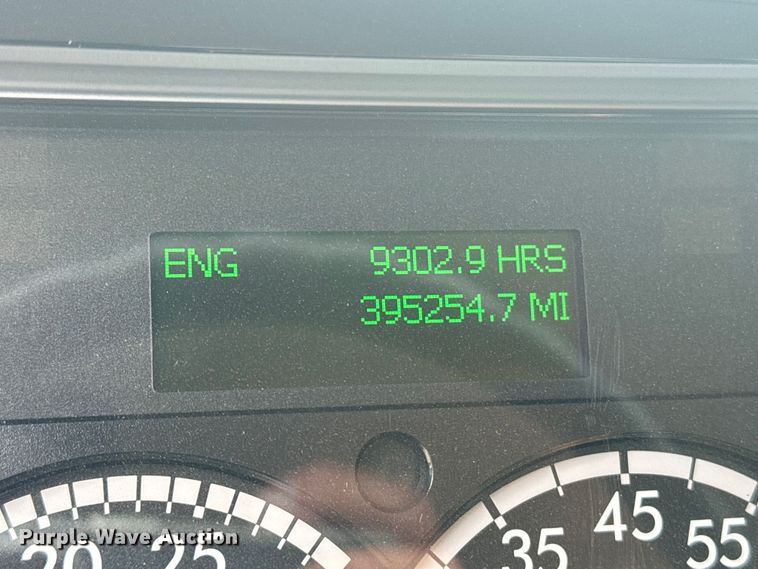 ENG 9302.9 HRS
395254.7 MI
20 25 35 45 55
Purple Wave Auction